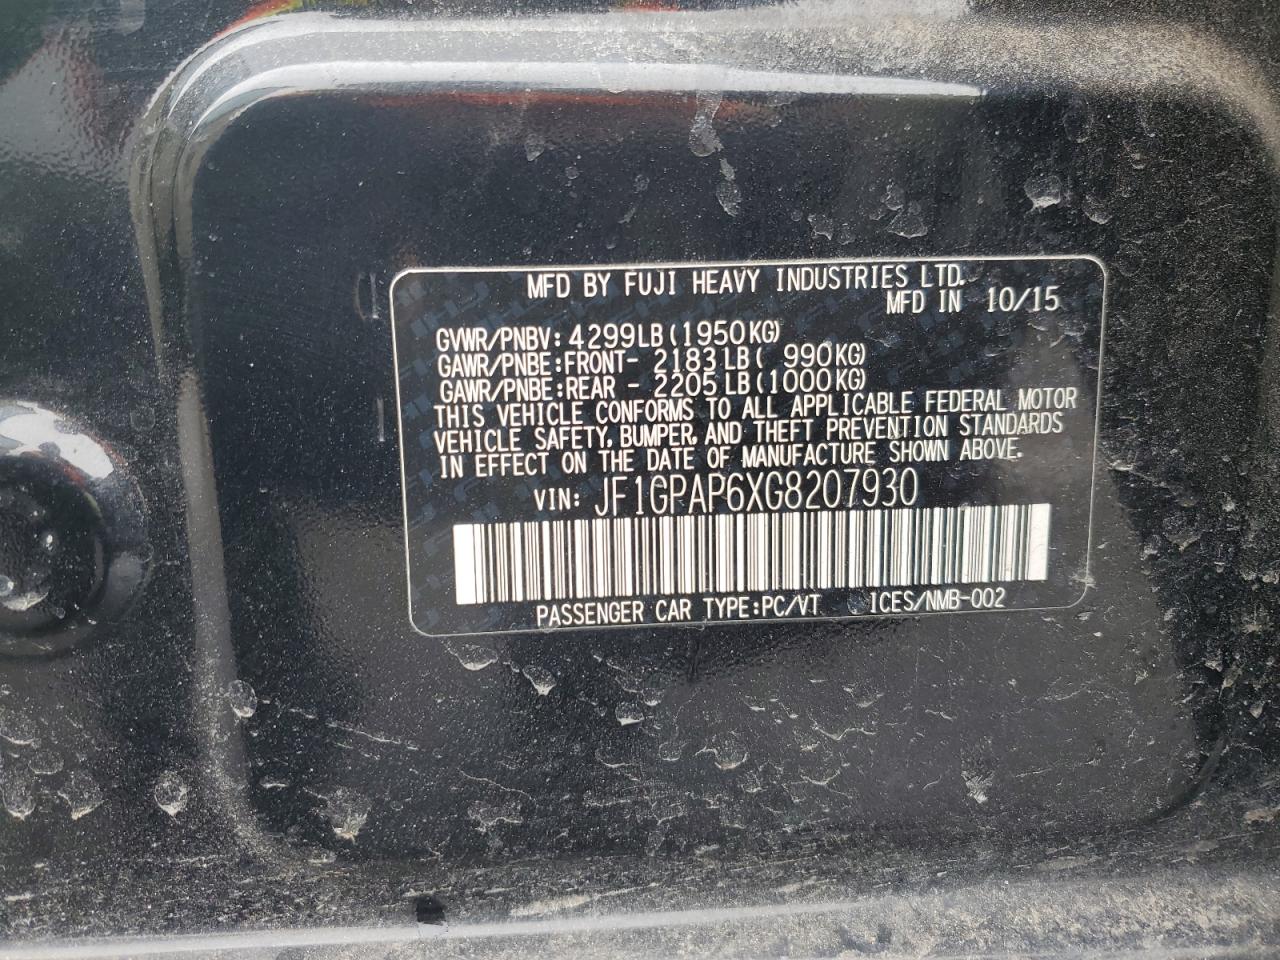 MFD BY FUJI HEAVY INDUSTRIES LTD.
MFD IN 10/15
GVWR/PNBV: 4299LB(1950KG)
GAWR/PNBE:FRONT- 2183LB( 990KG)
GAWR/PNBE:REAR - 2205LB(1000KG)
THIS VEHICLE CONFORMS TO ALL APPLICABLE FEDERAL MOTOR
VEHICLE SAFETY, BUMPER, AND THEFT PREVENTION STANDARDS
IN EFFECT ON THE DATE OF MANUFACTURE SHOWN ABOVE.
VIN: JF1GPAP6XG8207930
PASSENGER CAR TYPE:PC/VT ICES/NMB-002